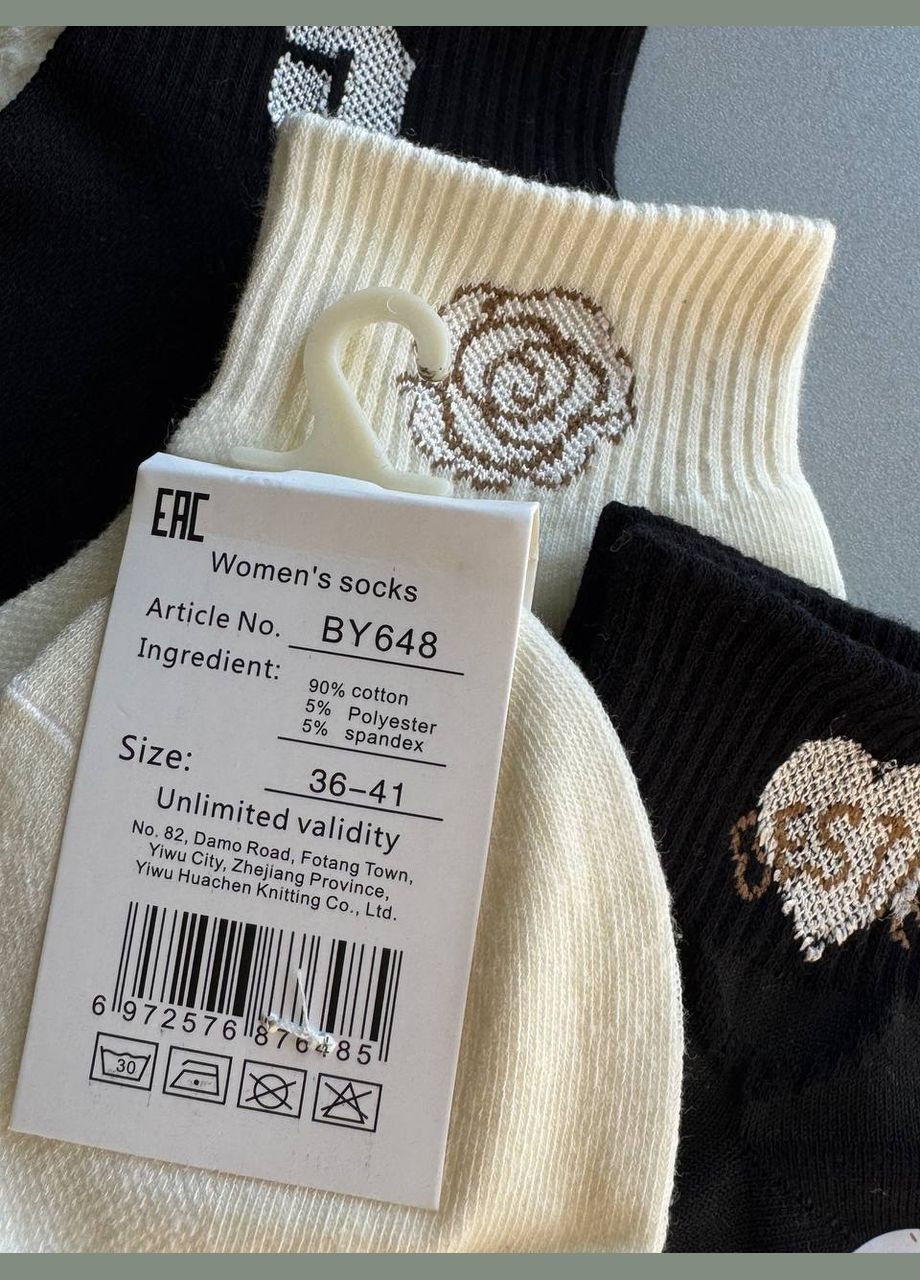 EAC
Women's socks
Article No. BY648
Ingredient:
90% cotton
5% Polyester
5% spandex
Size:
36-41
Unlimited validity
No. 82, Damo Road, Fotang Town,
Yiwu City, Zhejiang Province,
Yiwu Huachen Knitting Co., Ltd.
6 972576 876485
30